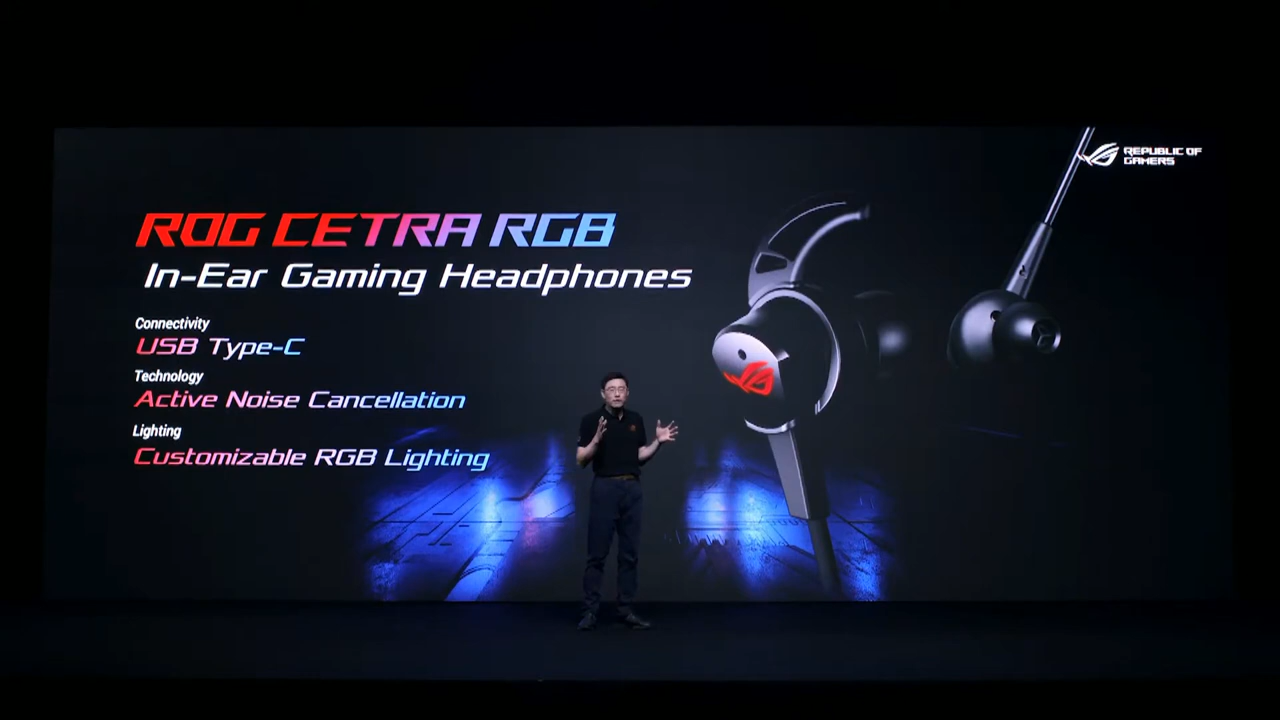 REPUBLIC OF
GAMERS
ROG CETRA RGB
In-Ear Gaming Headphones
Connectivity
USB Type-C
Technology
Active Noise Cancellation
Lighting
Customizable RGB Lighting